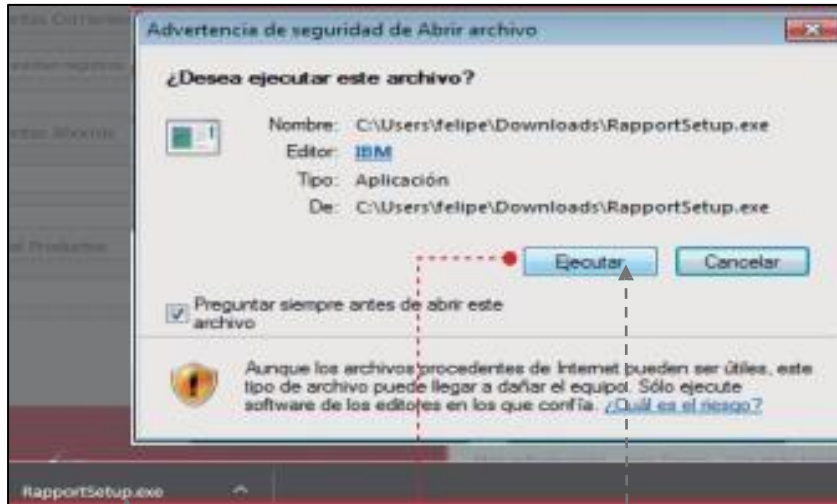 Advertencia de seguridad de Abrir archivo
¿Desea ejecutar este archivo?
Nombre: C:\Users\felipe\Downloads\RapportSetup.exe
Editor: IBM
Tipo: Aplicación
De: C:\Users\felipe\Downloads\RapportSetup.exe
Ejecutar Cancelar
Preguntar siempre antes de abrir este
archivo
Aunque los archivos procedentes de Internet pueden ser útiles, este
tipo de archivo puede llegar a dañar el equipo. Sólo ejecute
software de los editores en los que confía. ¿Cuál es el riesgo?
RapportSetup.exe